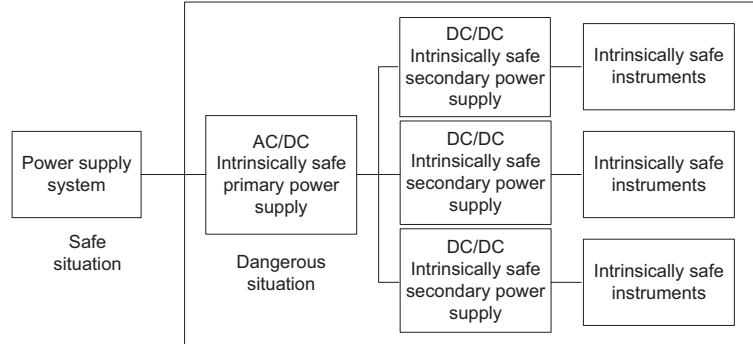 Power supply
system
Safe
situation
AC/DC
Intrinsically safe
primary power
supply
Dangerous
situation
DC/DC
Intrinsically safe
secondary power
supply
Intrinsically safe
instruments
DC/DC
Intrinsically safe
secondary power
supply
Intrinsically safe
instruments
DC/DC
Intrinsically safe
secondary power
supply
Intrinsically safe
instruments